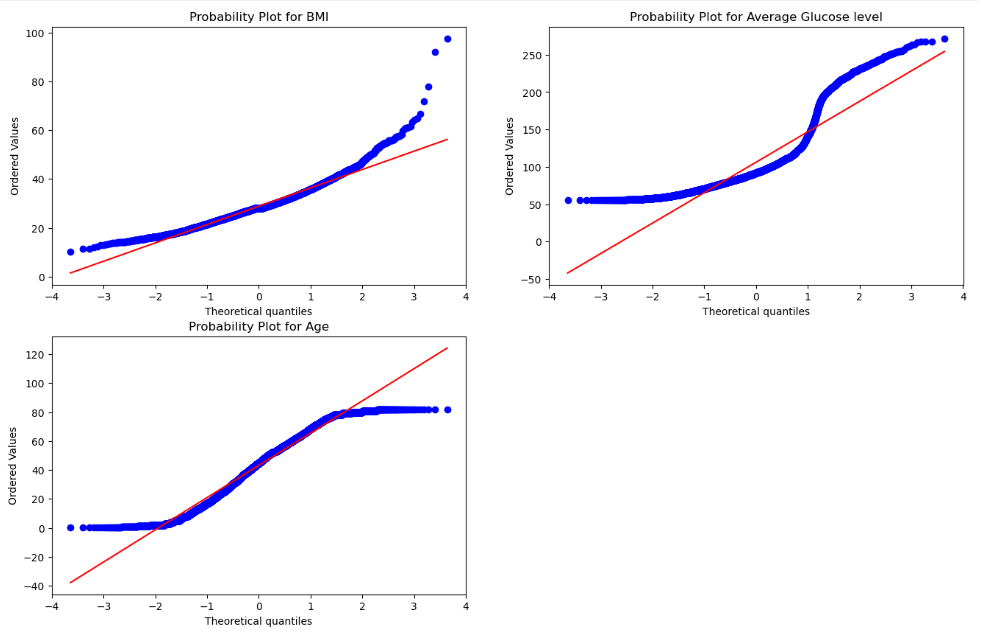 Probability Plot for BMI
100
80
60
40
20
0
Ordered Values
−4 −3 −2 −1 0 1 2 3 4
Theoretical quantiles
Probability Plot for Average Glucose level
250
200
150
100
50
0
−50
Ordered Values
−4 −3 −2 −1 0 1 2 3 4
Theoretical quantiles
Probability Plot for Age
120
100
80
60
40
20
0
−20
−40
Ordered Values
−4 −3 −2 −1 0 1 2 3 4
Theoretical quantiles